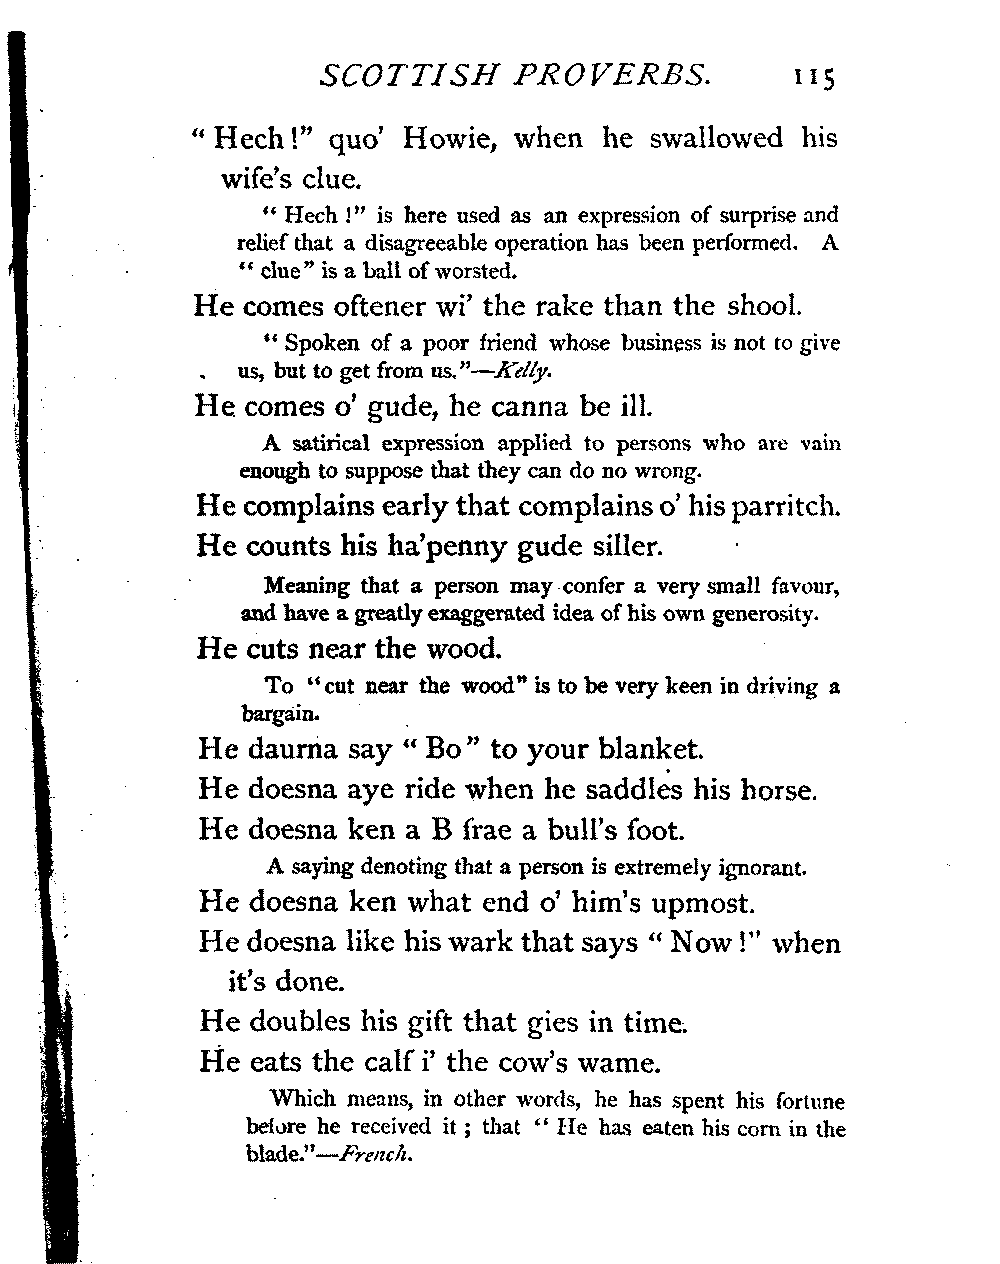 SCOTTISH PROVERBS. 115
“ Hech !” quo’ Howie, when he swallowed his
wife’s clue.
“ Hech !” is here used as an expression of surprise and
relief that a disagreeable operation has been performed. A
“ clue” is a ball of worsted.
He comes oftener wi’ the rake than the shool.
“ Spoken of a poor friend whose business is not to give
us, but to get from us.”—Kelly.
He comes o’ gude, he canna be ill.
A satirical expression applied to persons who are vain
enough to suppose that they can do no wrong.
He complains early that complains o’ his parritch.
He counts his ha’penny gude siller.
Meaning that a person may confer a very small favour,
and have a greatly exaggerated idea of his own generosity.
He cuts near the wood.
To “cut near the wood” is to be very keen in driving a
bargain.
He daurna say “ Bo” to your blanket.
He doesna aye ride when he saddles his horse.
He doesna ken a B frae a bull’s foot.
A saying denoting that a person is extremely ignorant.
He doesna ken what end o’ him’s upmost.
He doesna like his wark that says “ Now !” when
it’s done.
He doubles his gift that gies in time.
He eats the calf i’ the cow’s wame.
Which means, in other words, he has spent his fortune
before he received it ; that “ He has eaten his corn in the
blade.”—French.